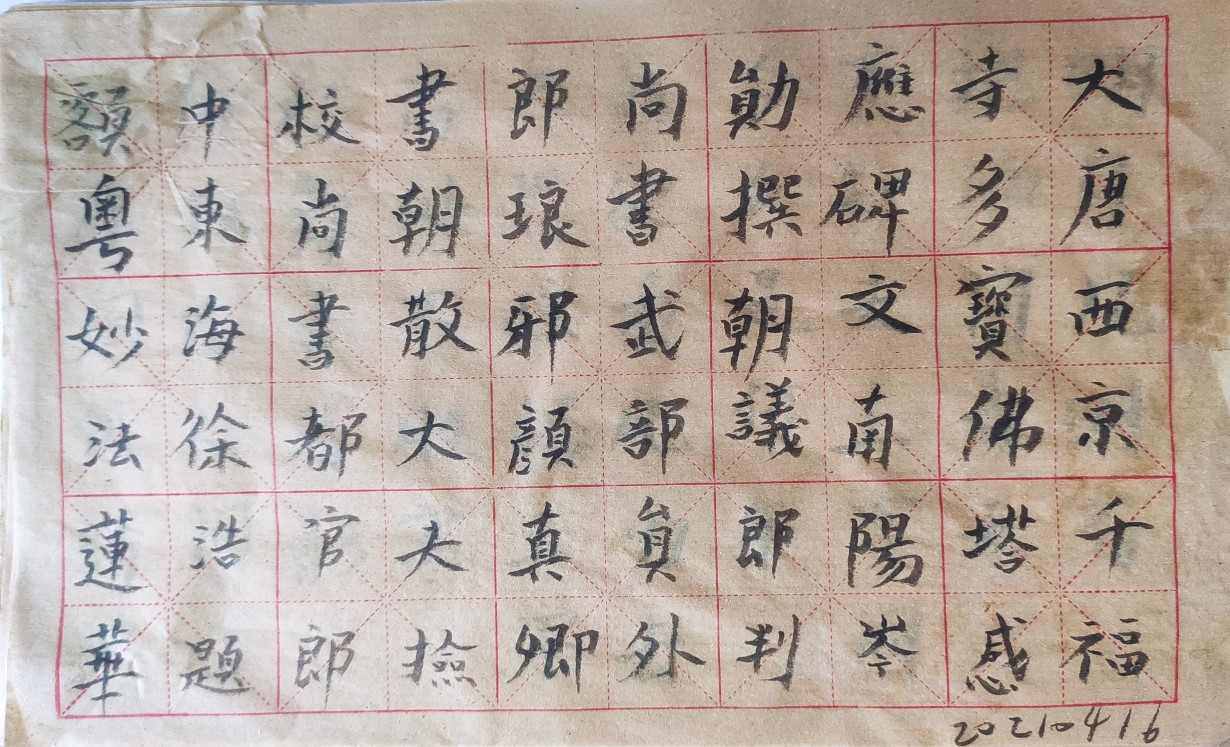 大唐西京千福
寺多寶佛塔感
應碑文南陽岑
勛撰朝議郎判
尚書武部員外
郎琅邪顏真卿
書朝散大夫撿
校尚書都官郎
中東海徐浩題
額粵妙法蓮華
20210416